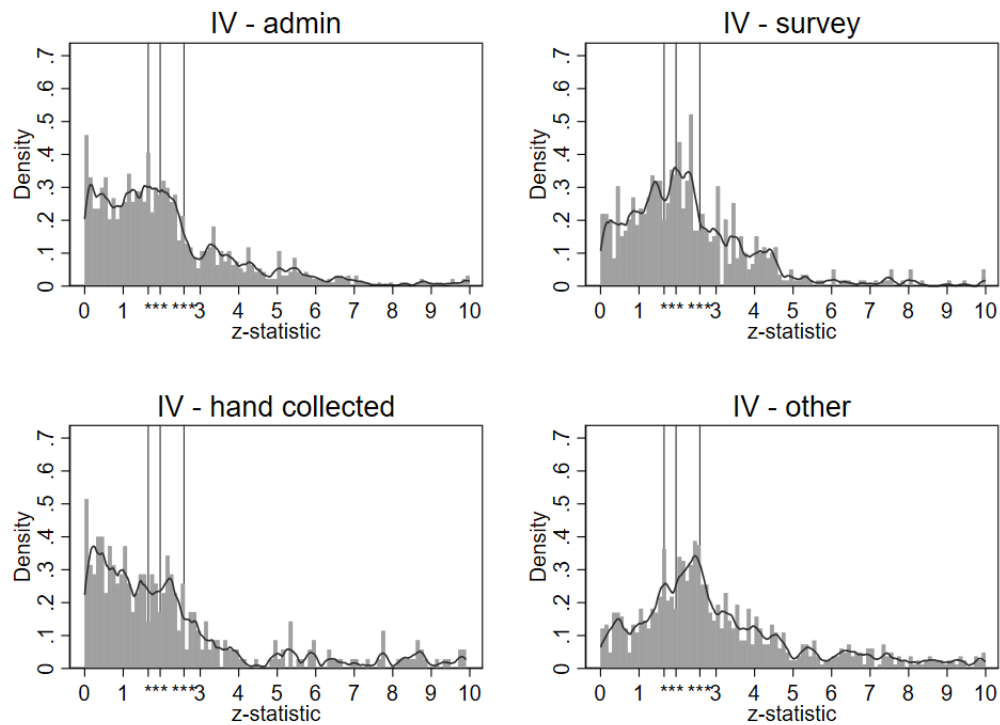 IV - admin
Density
.7
.6
.5
.4
.3
.2
.1
0
0 1 *** ***3 4 5 6 7 8 9 10
z-statistic
IV - survey
Density
.7
.6
.5
.4
.3
.2
.1
0
0 1 *** ***3 4 5 6 7 8 9 10
z-statistic
IV - hand collected
Density
.7
.6
.5
.4
.3
.2
.1
0
0 1 *** ***3 4 5 6 7 8 9 10
z-statistic
IV - other
Density
.7
.6
.5
.4
.3
.2
.1
0
0 1 *** ***3 4 5 6 7 8 9 10
z-statistic